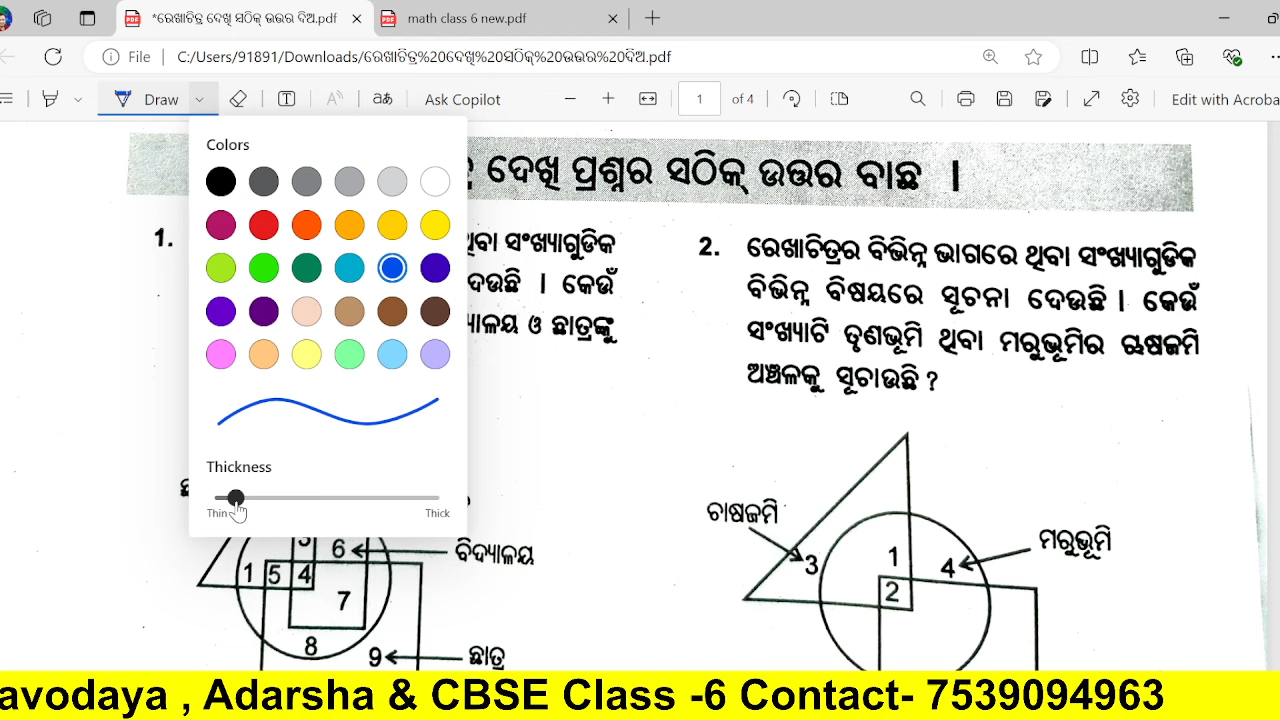 *ରେଖାଚିତ୍ର ଦେଖି ସଠିକ୍ ଉତ୍ତର ଦିଅ.pdf
math class 6 new.pdf
File C:/Users/91891/Downloads/ରେଖାଚିତ୍ର%20ଦେଖି%20ସଠିକ୍%20ଉତ୍ତର%20ଦିଅ.pdf
Draw
Ask Copilot
1 of 4
Edit with Acroba
Colors
Thickness
Thin Thick
ଦେଖି ପ୍ରଶ୍ନର ସଠିକ୍ ଉତ୍ତର ବାଛ ।
1.
ଥିବା ସଂଖ୍ୟାଗୁଡିକ
ଦେଉଛି । କେଉଁ
ଓ ଛାତ୍ରଙ୍କୁ
2. ରେଖାଚିତ୍ରର ବିଭିନ୍ନ ଭାଗରେ ଥିବା ସଂଖ୍ୟାଗୁଡିକ
ବିଭିନ୍ନ ବିଷୟରେ ସୂଚନା ଦେଉଛି । କେଉଁ
ସଂଖ୍ୟାଟି ତୃଣଭୂମି ଥିବା ମରୁଭୂମିର ଋଷଜମି
ଅଞ୍ଚଳକୁ ସୂଚାଉଛି ?
3
6 ବିଦ୍ୟାଳୟ
1 5 4
7
8
9 ଛାତ୍ର
ଚାଷଜମି
ମରୁଭୂମି
3
1
4
2
avodaya , Adarsha & CBSE Class -6 Contact- 7539094963